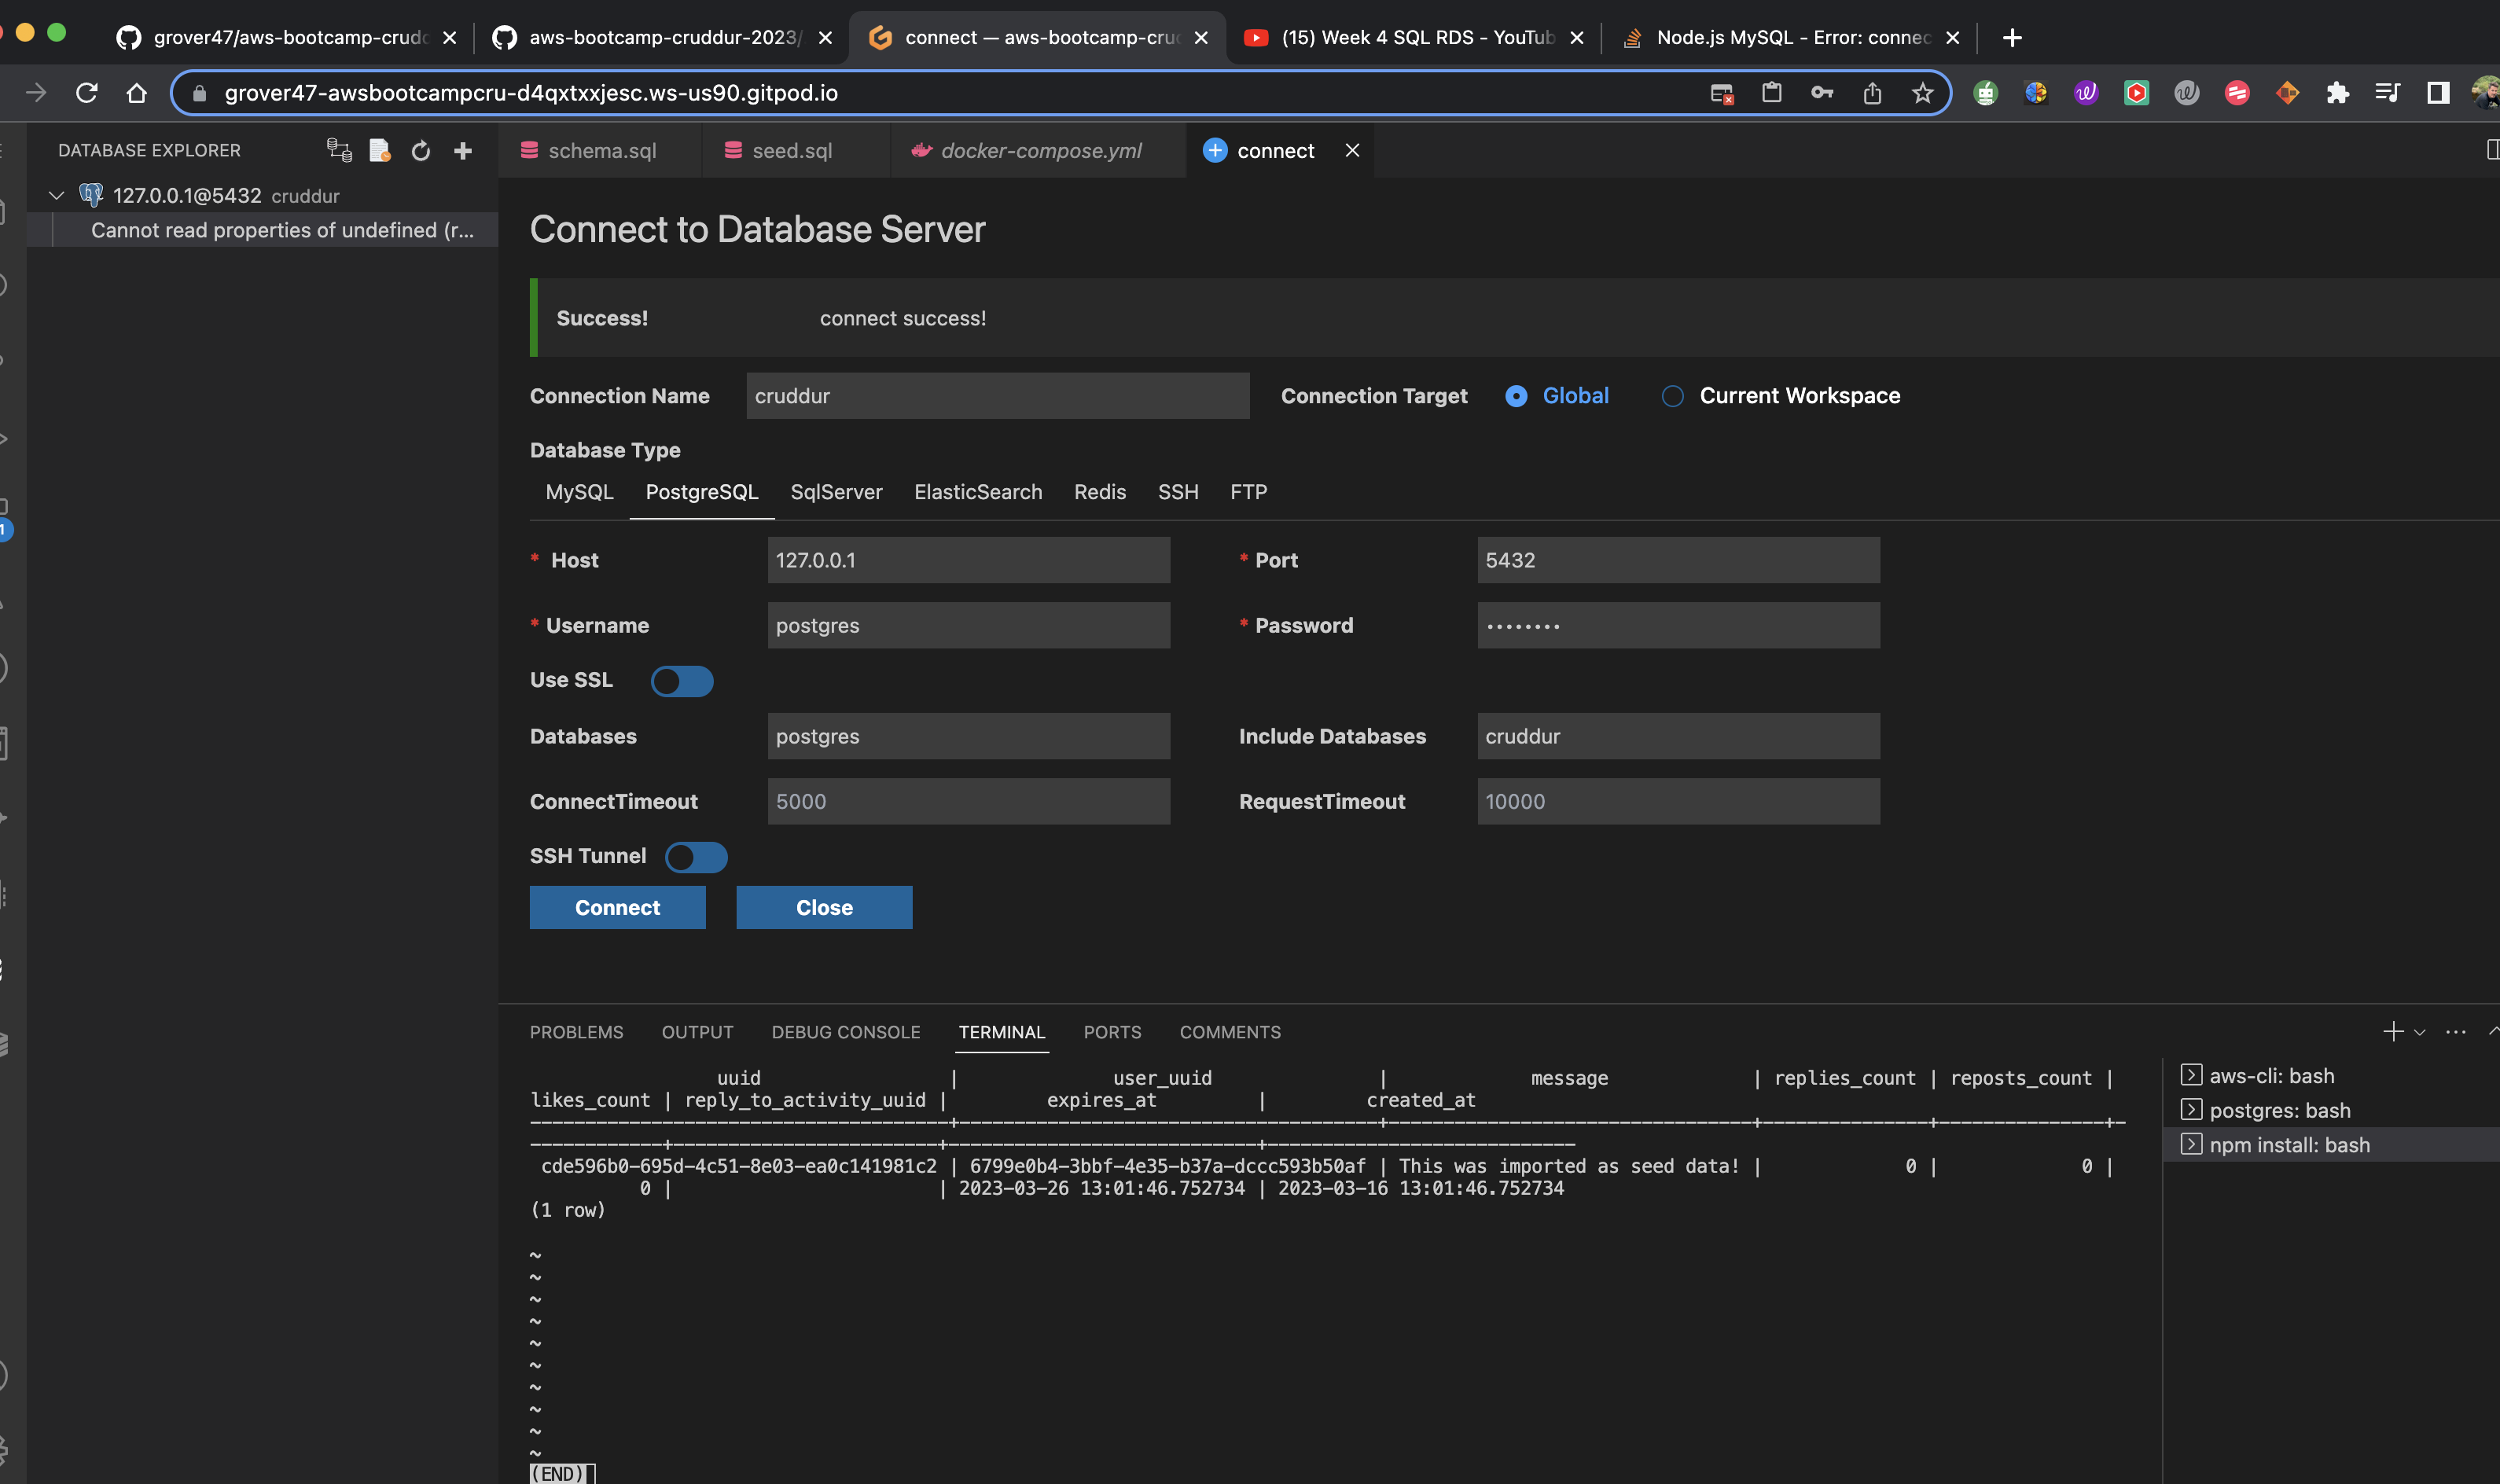 grover47/aws-bootcamp-crudd
aws-bootcamp-cruddur-2023/
connect — aws-bootcamp-cru
(15) Week 4 SQL RDS - YouTub
Node.js MySQL - Error: connec
grover47-awsbootcampcru-d4qxtxxjesc.ws-us90.gitpod.io
DATABASE EXPLORER
127.0.0.1@5432 cruddur
Cannot read properties of undefined (r...
schema.sql
seed.sql
docker-compose.yml
connect
Connect to Database Server
Success! connect success!
Connection Name cruddur Connection Target Global Current Workspace
Database Type
MySQL PostgreSQL SqlServer ElasticSearch Redis SSH FTP
* Host 127.0.0.1 * Port 5432
* Username postgres * Password ••••••••
Use SSL
Databases postgres Include Databases cruddur
ConnectTimeout 5000 RequestTimeout 10000
SSH Tunnel
Connect Close
PROBLEMS OUTPUT DEBUG CONSOLE TERMINAL PORTS COMMENTS
uuid | user_uuid | message | replies_count | reposts_count |
likes_count | reply_to_activity_uuid | expires_at | created_at
cde596b0-695d-4c51-8e03-ea0c141981c2 | 6799e0b4-3bbf-4e35-b37a-dccc593b50af | This was imported as seed data! | 0 | 0 |
0 | | 2023-03-26 13:01:46.752734 | 2023-03-16 13:01:46.752734
(1 row)
~
~
~
~
~
~
~
~
~
~
(END)
aws-cli: bash
postgres: bash
npm install: bash
1